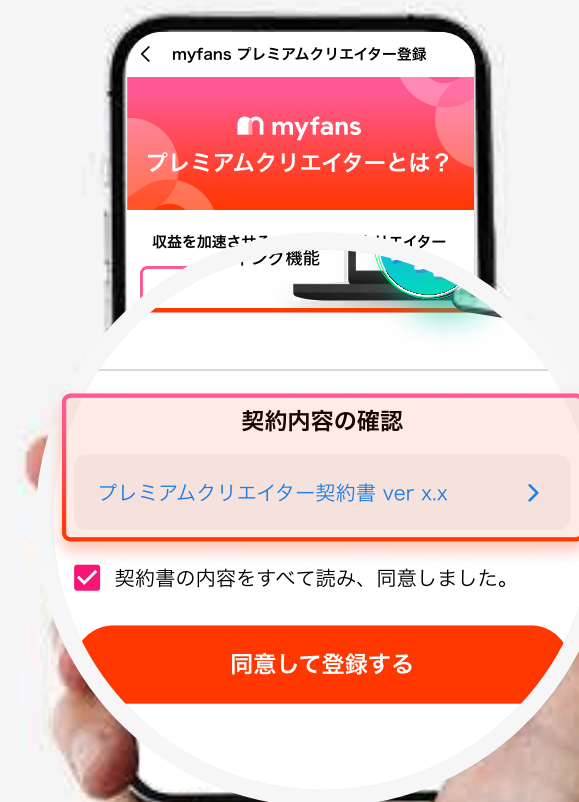 myfans プレミアムクリエイター登録
myfans
プレミアムクリエイターとは？
収益を加速させ
エイター
ング機能
契約内容の確認
プレミアムクリエイター契約書 ver x.x
契約書の内容をすべて読み、同意しました。
同意して登録する